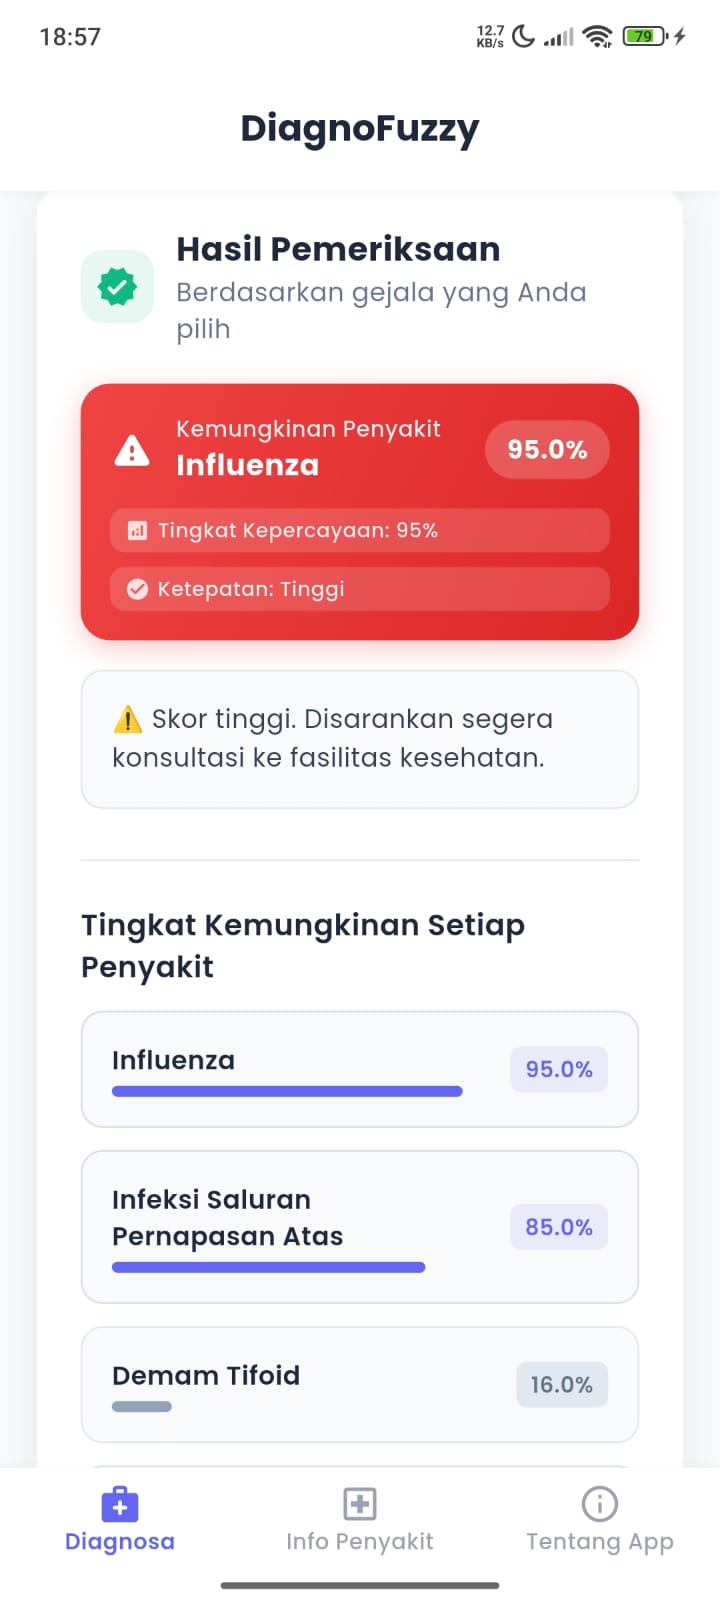 18:57
12.7
KB/s
79
DiagnoFuzzy
Hasil Pemeriksaan
Berdasarkan gejala yang Anda
pilih
Kemungkinan Penyakit
Influenza
95.0%
Tingkat Kepercayaan: 95%
Ketepatan: Tinggi
⚠️ Skor tinggi. Disarankan segera
konsultasi ke fasilitas kesehatan.
Tingkat Kemungkinan Setiap
Penyakit
Influenza
95.0%
Infeksi Saluran
Pernapasan Atas
85.0%
Demam Tifoid
16.0%
Diagnosa
Info Penyakit
Tentang App